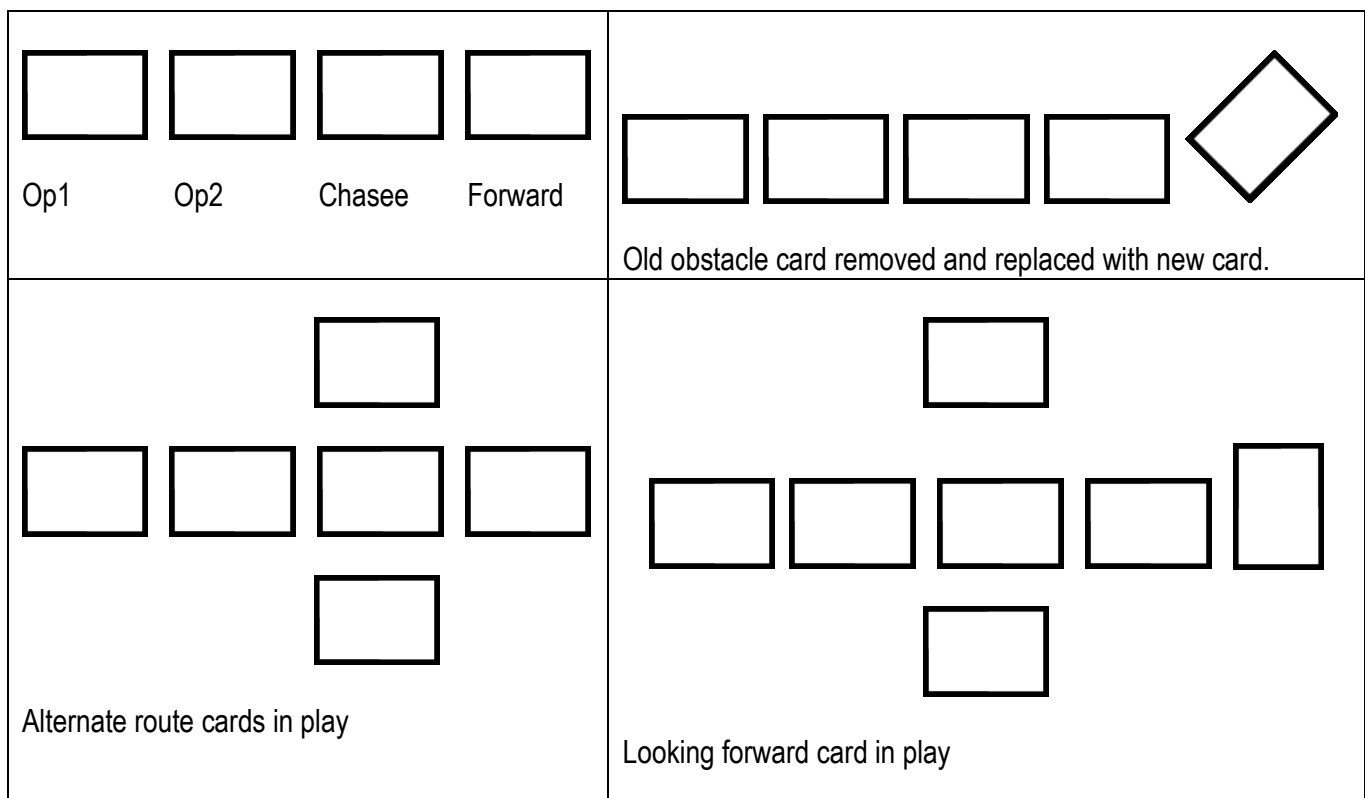 Op1 Op2 Chasee Forward
Old obstacle card removed and replaced with new card.
Alternate route cards in play
Looking forward card in play